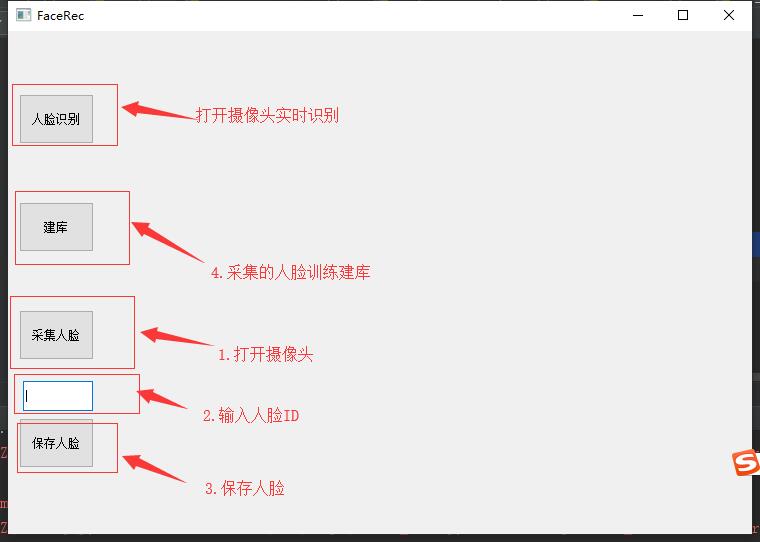 FaceRec
人脸识别
打开摄像头实时识别
建库
4.采集的人脸训练建库
采集人脸
1.打开摄像头
2.输入人脸ID
保存人脸
3.保存人脸